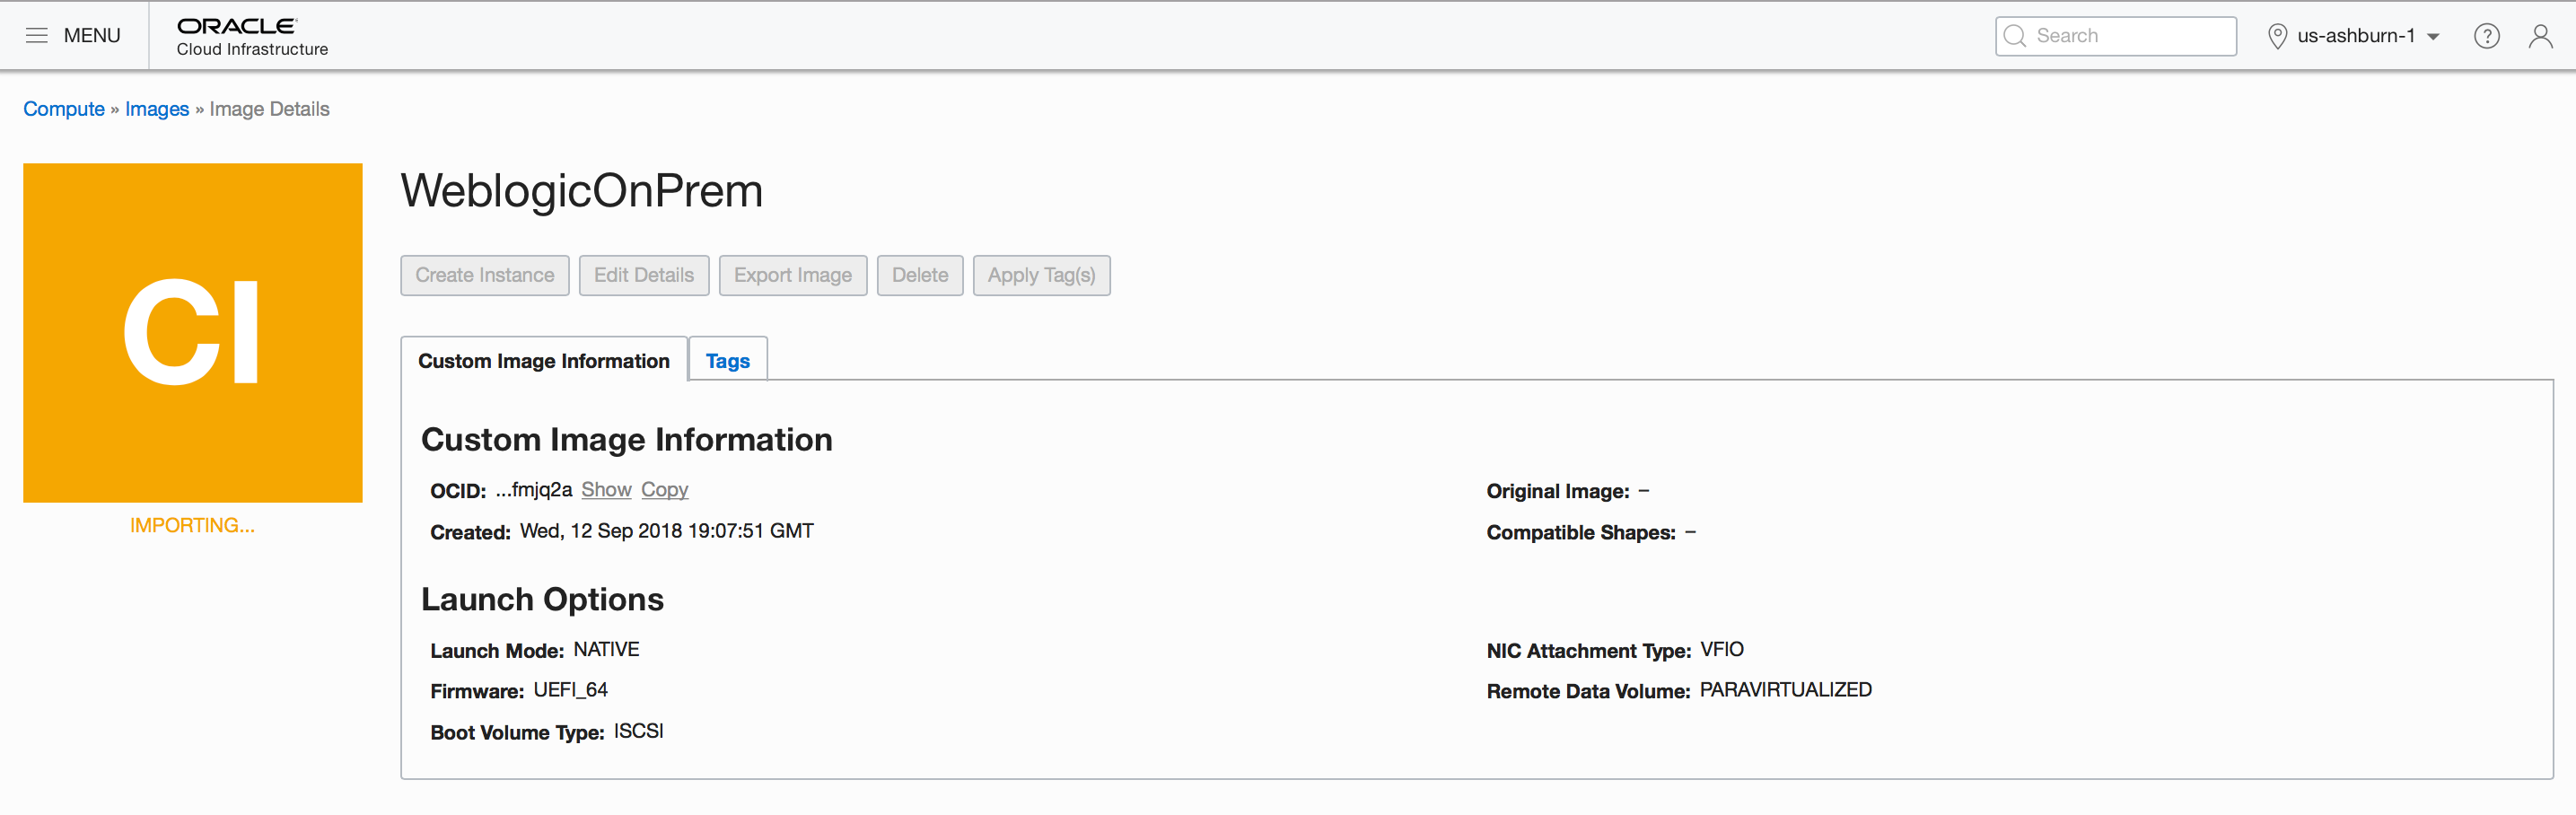 MENU
ORACLE
Cloud Infrastructure
Search
us-ashburn-1
?
Compute » Images » Image Details
CI
IMPORTING...
WeblogicOnPrem
Create Instance Edit Details Export Image Delete Apply Tag(s)
Custom Image Information Tags
Custom Image Information
OCID: ...fmjq2a Show Copy
Original Image: –
Created: Wed, 12 Sep 2018 19:07:51 GMT
Compatible Shapes: –
Launch Options
Launch Mode: NATIVE
NIC Attachment Type: VFIO
Firmware: UEFI_64
Remote Data Volume: PARAVIRTUALIZED
Boot Volume Type: ISCSI